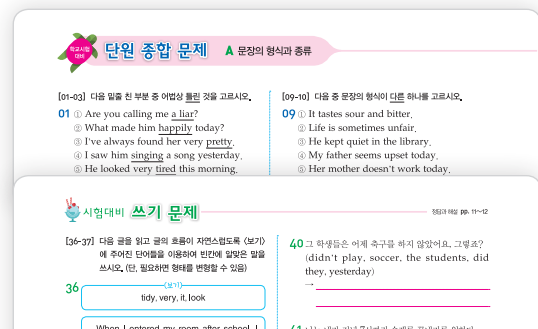 학교시험
대비
단원 종합 문제
A 문장의 형식과 종류
[01-03] 다음 밑줄 친 부분 중 어법상 틀린 것을 고르시오.
01 ① Are you calling me a liar?
② What made him happily today?
③ I've always found her very pretty.
④ I saw him singing a song yesterday.
⑤ He looked very tired this morning.
[09-10] 다음 중 문장의 형식이 다른 하나를 고르시오.
09 ① It tastes sour and bitter.
② Life is sometimes unfair.
③ He kept quiet in the library.
④ My father seems upset today.
⑤ Her mother doesn't work today.
시험대비 쓰기 문제
정답과 해설 pp. 11~12
[36-37] 다음 글을 읽고 글의 흐름이 자연스럽도록 <보기>
에 주어진 단어들을 이용하여 빈칸에 알맞은 말을
쓰시오. (단, 필요하면 형태를 변형할 수 있음)
36
<보기>
tidy, very, it, look
When I entered my room after school, I
40 그 학생들은 어제 축구를 하지 않았어요, 그렇죠?
(didn't play, soccer, the students, did
they, yesterday)
→